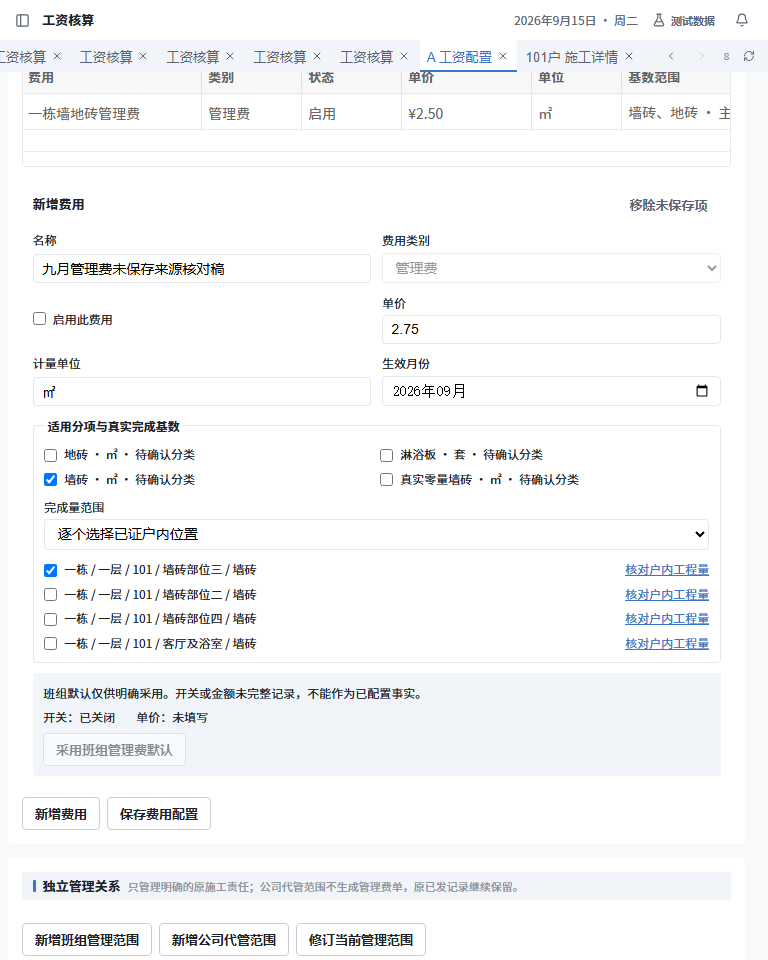 工资核算
2026年9月15日 · 周二 测试数据
工资核算 × 工资核算 × 工资核算 × 工资核算 × 工资核算 × A 工资配置 × 101户 施工详情 × 8
费用 类别 状态 单价 单位 基数范围
一栋墙地砖管理费 管理费 启用 ¥2.50 ㎡ 墙砖、地砖 · 主
新增费用 移除未保存项
名称 费用类别
九月管理费未保存来源核对稿 管理费
单价
启用此费用
2.75
计量单位 生效月份
㎡ 2026年09月
适用分项与真实完成基数
地砖 · ㎡ · 待确认分类 淋浴板 · 套 · 待确认分类
墙砖 · ㎡ · 待确认分类 真实零量墙砖 · ㎡ · 待确认分类
完成量范围
逐个选择已证户内位置
一栋 / 一层 / 101 / 墙砖部位三 / 墙砖 核对户内工程量
一栋 / 一层 / 101 / 墙砖部位二 / 墙砖 核对户内工程量
一栋 / 一层 / 101 / 墙砖部位四 / 墙砖 核对户内工程量
一栋 / 一层 / 101 / 客厅及浴室 / 墙砖 核对户内工程量
班组默认仅供明确采用。开关或金额未完整记录，不能作为已配置事实。
开关：已关闭 单价：未填写
采用班组管理费默认
新增费用 保存费用配置
独立管理关系 只管理明确的原施工责任；公司代管范围不生成管理费单，原已发记录继续保留。
新增班组管理范围 新增公司代管范围 修订当前管理范围